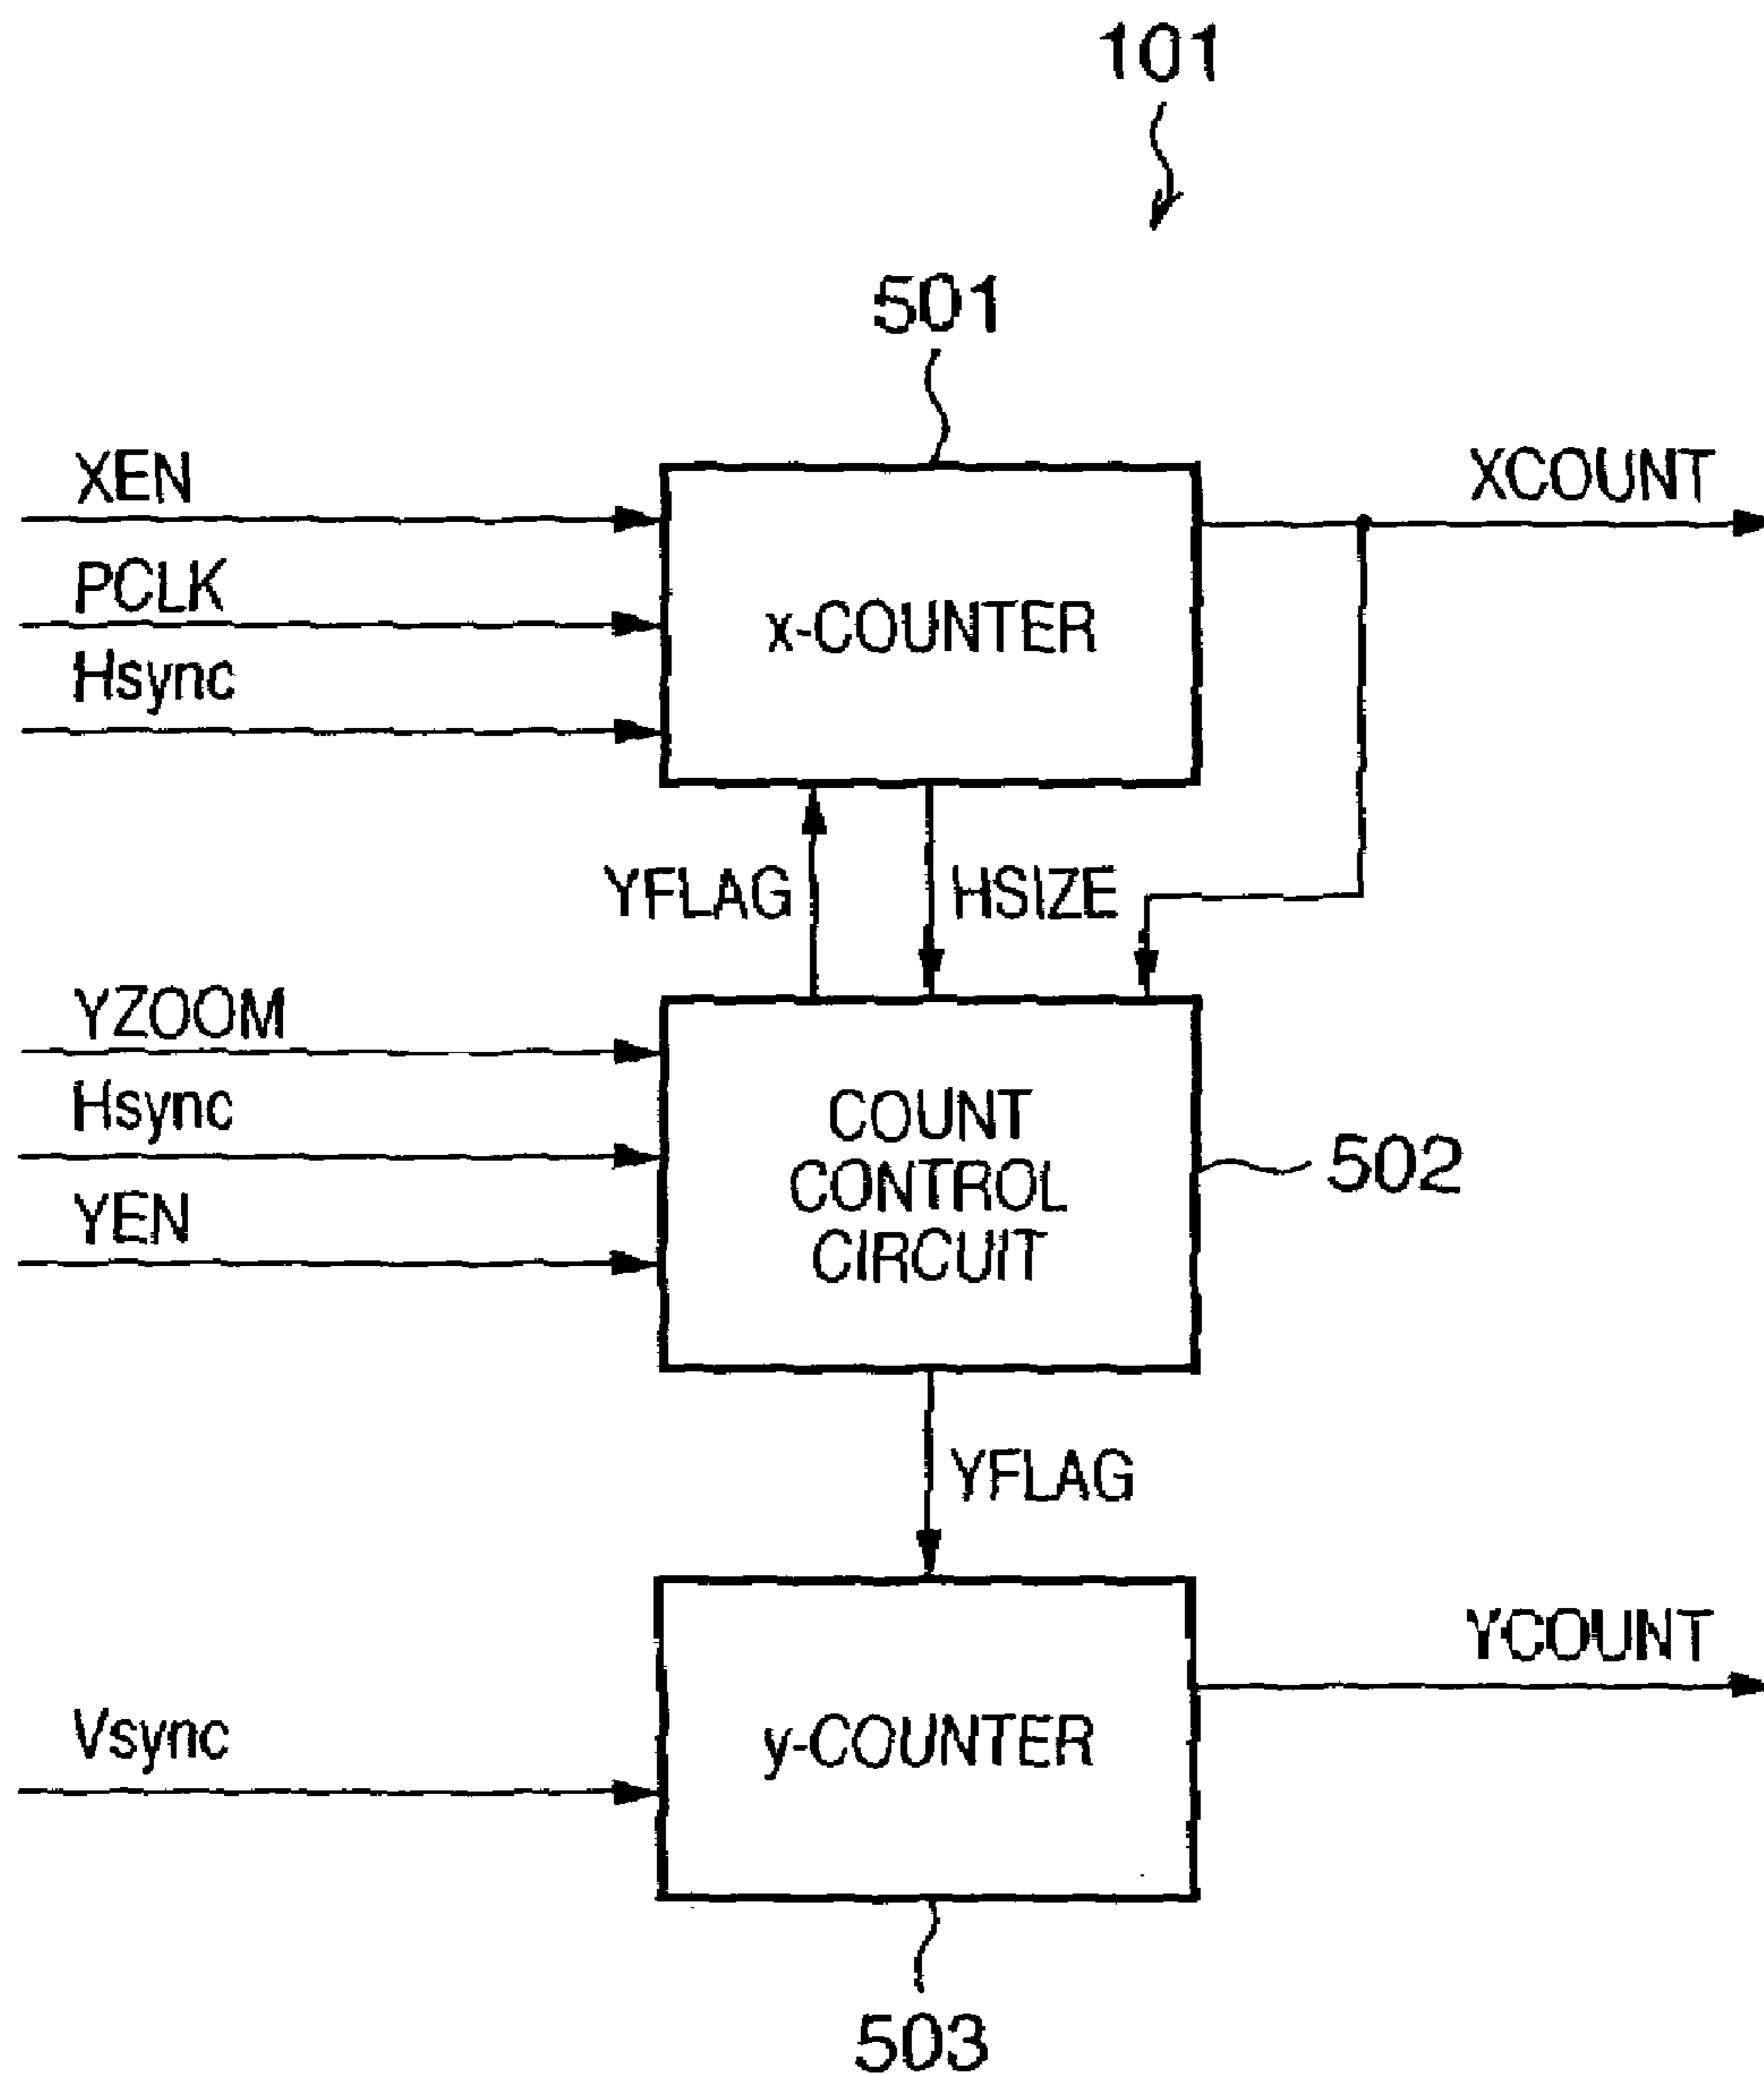 101
501
XEN
XCOUNT
PCLK
x-COUNTER
Hsync
YFLAG
HSIZE
YZOOM
Hsync
COUNT
CONTROL
CIRCUIT
502
YEN
YFLAG
YCOUNT
Vsync
y-COUNTER
503